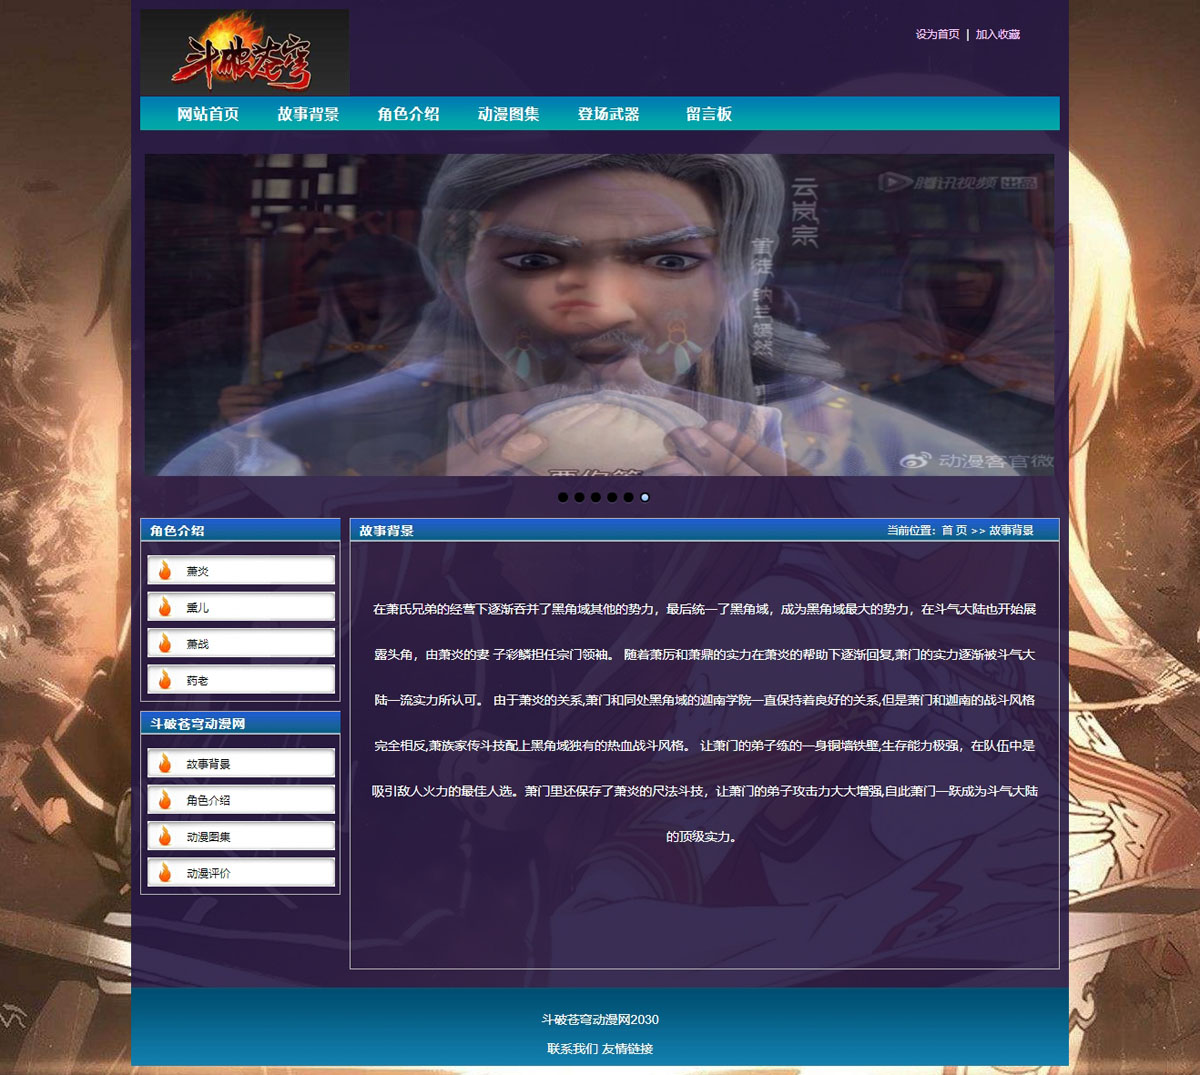 斗破苍穹
设为首页 | 加入收藏
网站首页 故事背景 角色介绍 动漫图集 登场武器 留言板
腾讯视频 出品
云岚宗
首徒 纳兰嫣然
动漫客官微
角色介绍
萧炎
熏儿
萧战
药老
斗破苍穹动漫网
故事背景
角色介绍
动漫图集
动漫评价
故事背景 当前位置：首 页 >> 故事背景
在萧氏兄弟的经营下逐渐吞并了黑角域其他的势力，最后统一了黑角域，成为黑角域最大的势力，在斗气大陆也开始展
露头角，由萧炎的妻 子彩鳞担任宗门领袖。 随着萧厉和萧鼎的实力在萧炎的帮助下逐渐回复,萧门的实力逐渐被斗气大
陆一流实力所认可。 由于萧炎的关系,萧门和同处黑角域的迦南学院一直保持着良好的关系,但是萧门和迦南的战斗风格
完全相反,萧族家传斗技配上黑角域独有的热血战斗风格。 让萧门的弟子练的一身铜墙铁壁,生存能力极强，在队伍中是
吸引敌人火力的最佳人选。萧门里还保存了萧炎的尺法斗技，让萧门的弟子攻击力大大增强,自此萧门一跃成为斗气大陆
的顶级实力。
斗破苍穹动漫网2030
联系我们 友情链接